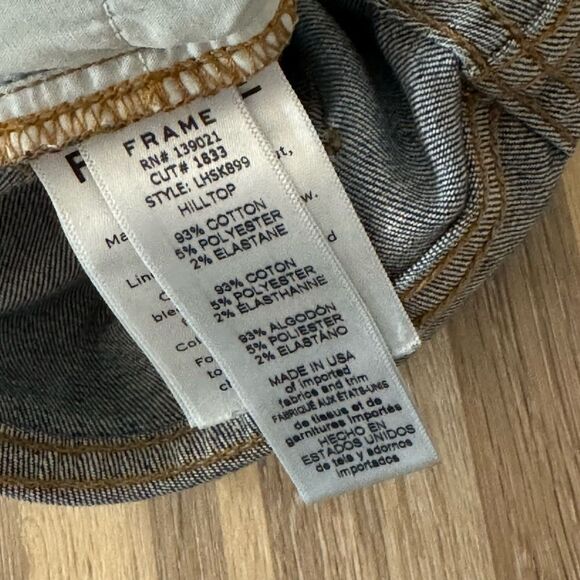 FRAME
RN# 139021
CUT# 1833
STYLE: LHSK899
HILLTOP
93% COTTON
5% POLYESTER
2% ELASTANE
93% COTON
5% POLYESTER
2% ÉLASTHANNE
93% ALGODÓN
5% POLIESTER
2% ELASTANO
MADE IN USA
of imported
fabrics and trim
FABRIQUÉ AUX ÉTATS-UNIS
de tissus et de
garnitures importés
HECHO EN
ESTADOS UNIDOS
de tela y adornos
importados